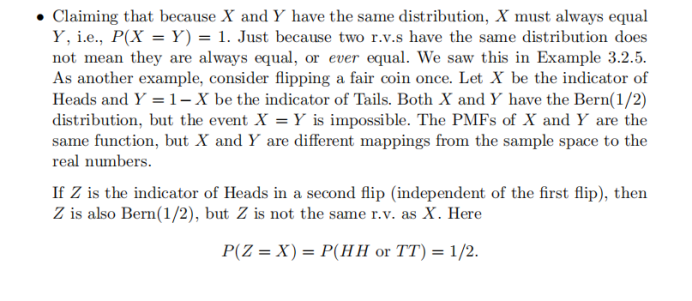 • Claiming that because X and Y have the same distribution, X must always equal
Y, i.e., P(X = Y) = 1. Just because two r.v.s have the same distribution does
not mean they are always equal, or ever equal. We saw this in Example 3.2.5.
As another example, consider flipping a fair coin once. Let X be the indicator of
Heads and Y = 1 − X be the indicator of Tails. Both X and Y have the Bern(1/2)
distribution, but the event X = Y is impossible. The PMFs of X and Y are the
same function, but X and Y are different mappings from the sample space to the
real numbers.
If Z is the indicator of Heads in a second flip (independent of the first flip), then
Z is also Bern(1/2), but Z is not the same r.v. as X. Here
P(Z = X) = P(HH or TT) = 1/2.